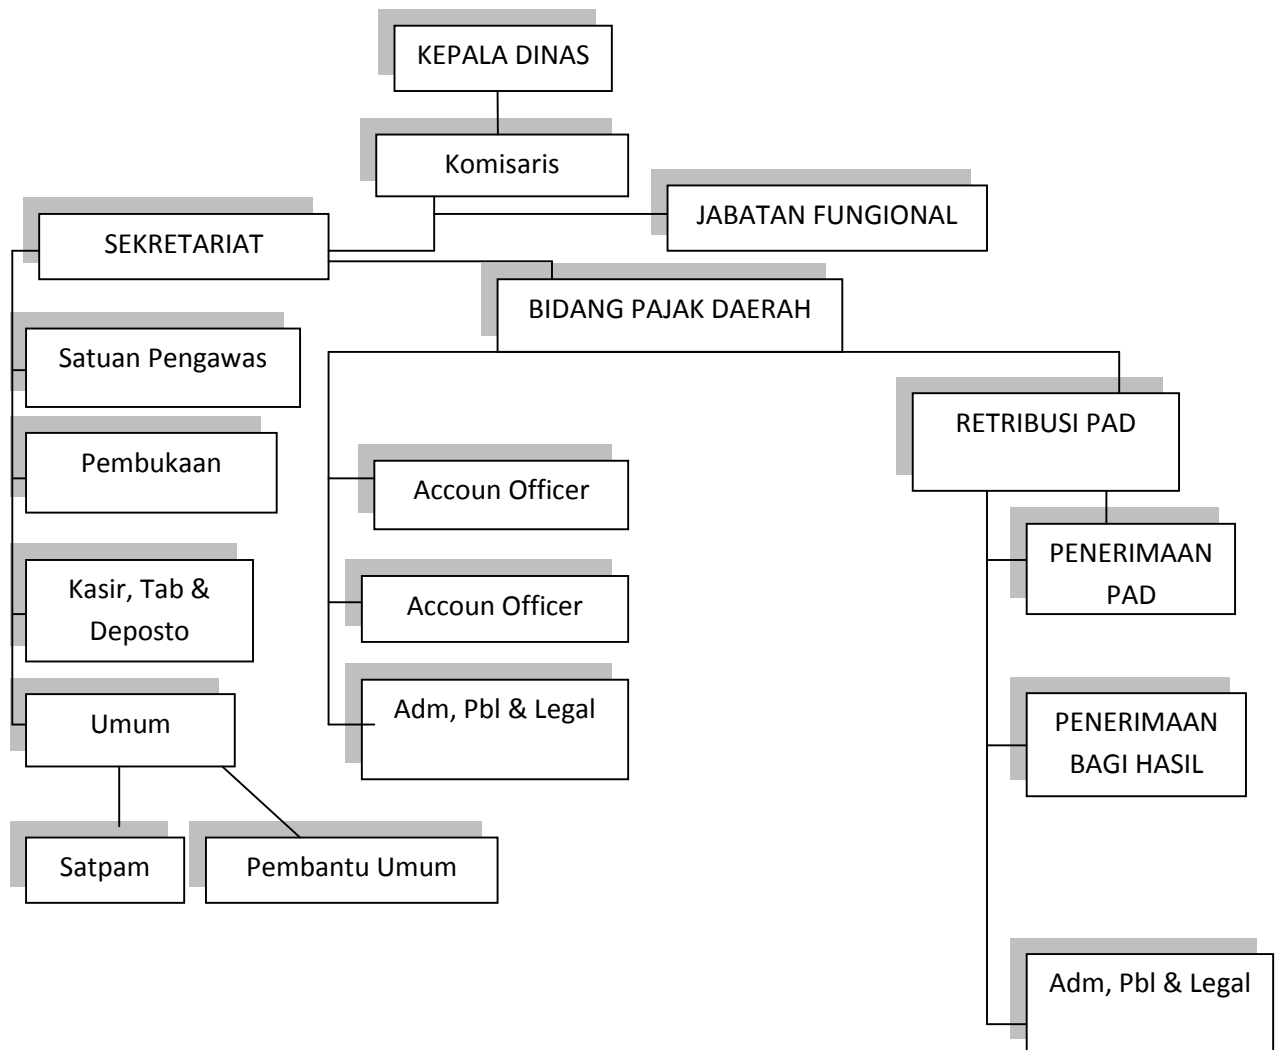 KEPALA DINAS
Komisaris
JABATAN FUNGIONAL
SEKRETARIAT
BIDANG PAJAK DAERAH
Satuan Pengawas
Pembukaan
Kasir, Tab &
Deposto
Umum
Satpam
Pembantu Umum
Accoun Officer
Accoun Officer
Adm, Pbl & Legal
RETRIBUSI PAD
PENERIMAAN
PAD
PENERIMAAN
BAGI HASIL
Adm, Pbl & Legal